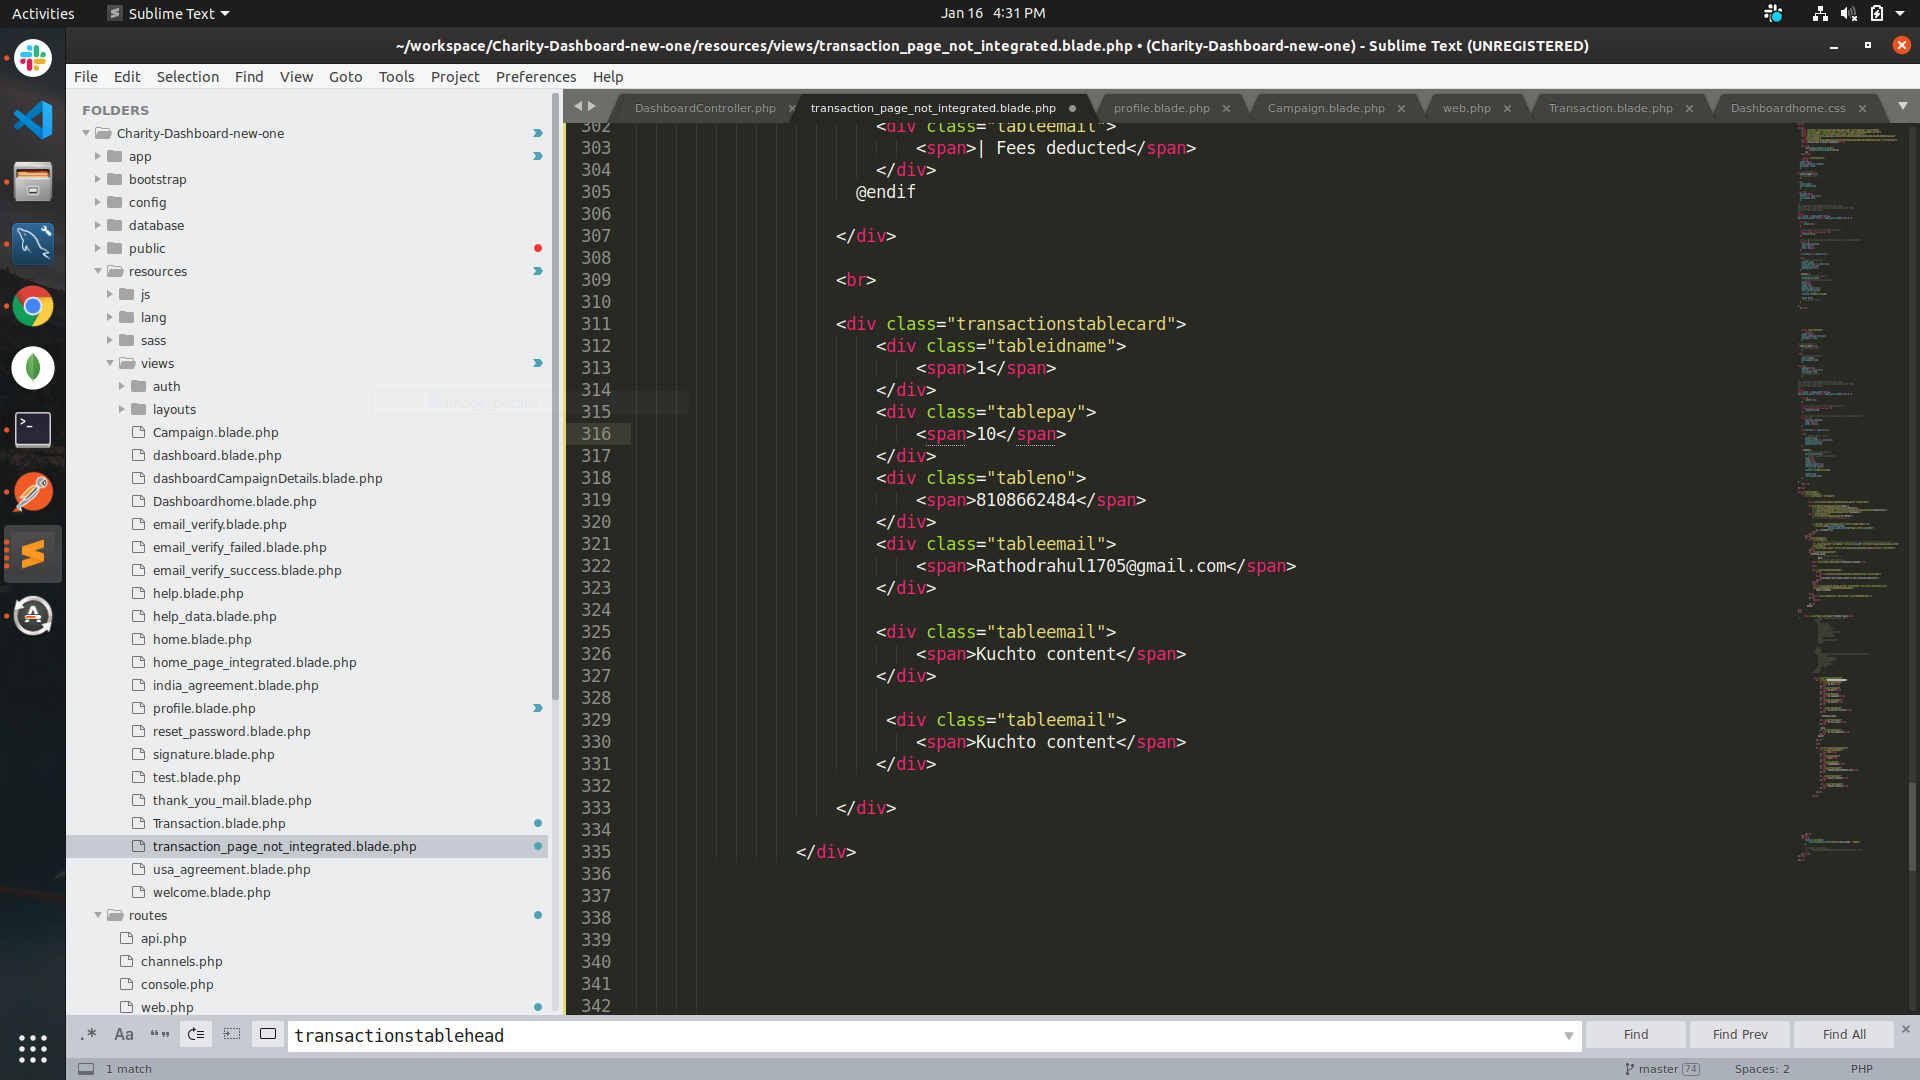 Activities
Sublime Text
Jan 16 4:31 PM
~/workspace/Charity-Dashboard-new-one/resources/views/transaction_page_not_integrated.blade.php • (Charity-Dashboard-new-one) - Sublime Text (UNREGISTERED)
File Edit Selection Find View Goto Tools Project Preferences Help
FOLDERS
Charity-Dashboard-new-one
app
bootstrap
config
database
public
resources
js
lang
sass
views
auth
layouts
Campaign.blade.php
dashboard.blade.php
dashboardCampaignDetails.blade.php
Dashboardhome.blade.php
email_verify.blade.php
email_verify_failed.blade.php
email_verify_success.blade.php
help.blade.php
help_data.blade.php
home.blade.php
home_page_integrated.blade.php
india_agreement.blade.php
profile.blade.php
reset_password.blade.php
signature.blade.php
test.blade.php
thank_you_mail.blade.php
Transaction.blade.php
transaction_page_not_integrated.blade.php
usa_agreement.blade.php
welcome.blade.php
routes
api.php
channels.php
console.php
web.php
DashboardController.php × transaction_page_not_integrated.blade.php • profile.blade.php × Campaign.blade.php × web.php × Transaction.blade.php × Dashboardhome.css ×
302 <div class="tableemail">
303 <span>| Fees deducted</span>
304 </div>
305 @endif
306
307 </div>
308
309 <br>
310
311 <div class="transactionstablecard">
312 <div class="tableidname">
313 <span>1</span>
314 </div>
315 <div class="tablepay">
316 <span>10</span>
317 </div>
318 <div class="tableno">
319 <span>8108662484</span>
320 </div>
321 <div class="tableemail">
322 <span>Rathodrahul1705@gmail.com</span>
323 </div>
324
325 <div class="tableemail">
326 <span>Kuchto content</span>
327 </div>
328
329 <div class="tableemail">
330 <span>Kuchto content</span>
331 </div>
332
333 </div>
334
335 </div>
336
337
338
339
340
341
342
.* Aa “” transactionstablehead Find Find Prev Find All ×
1 match
master 74 Spaces: 2 PHP